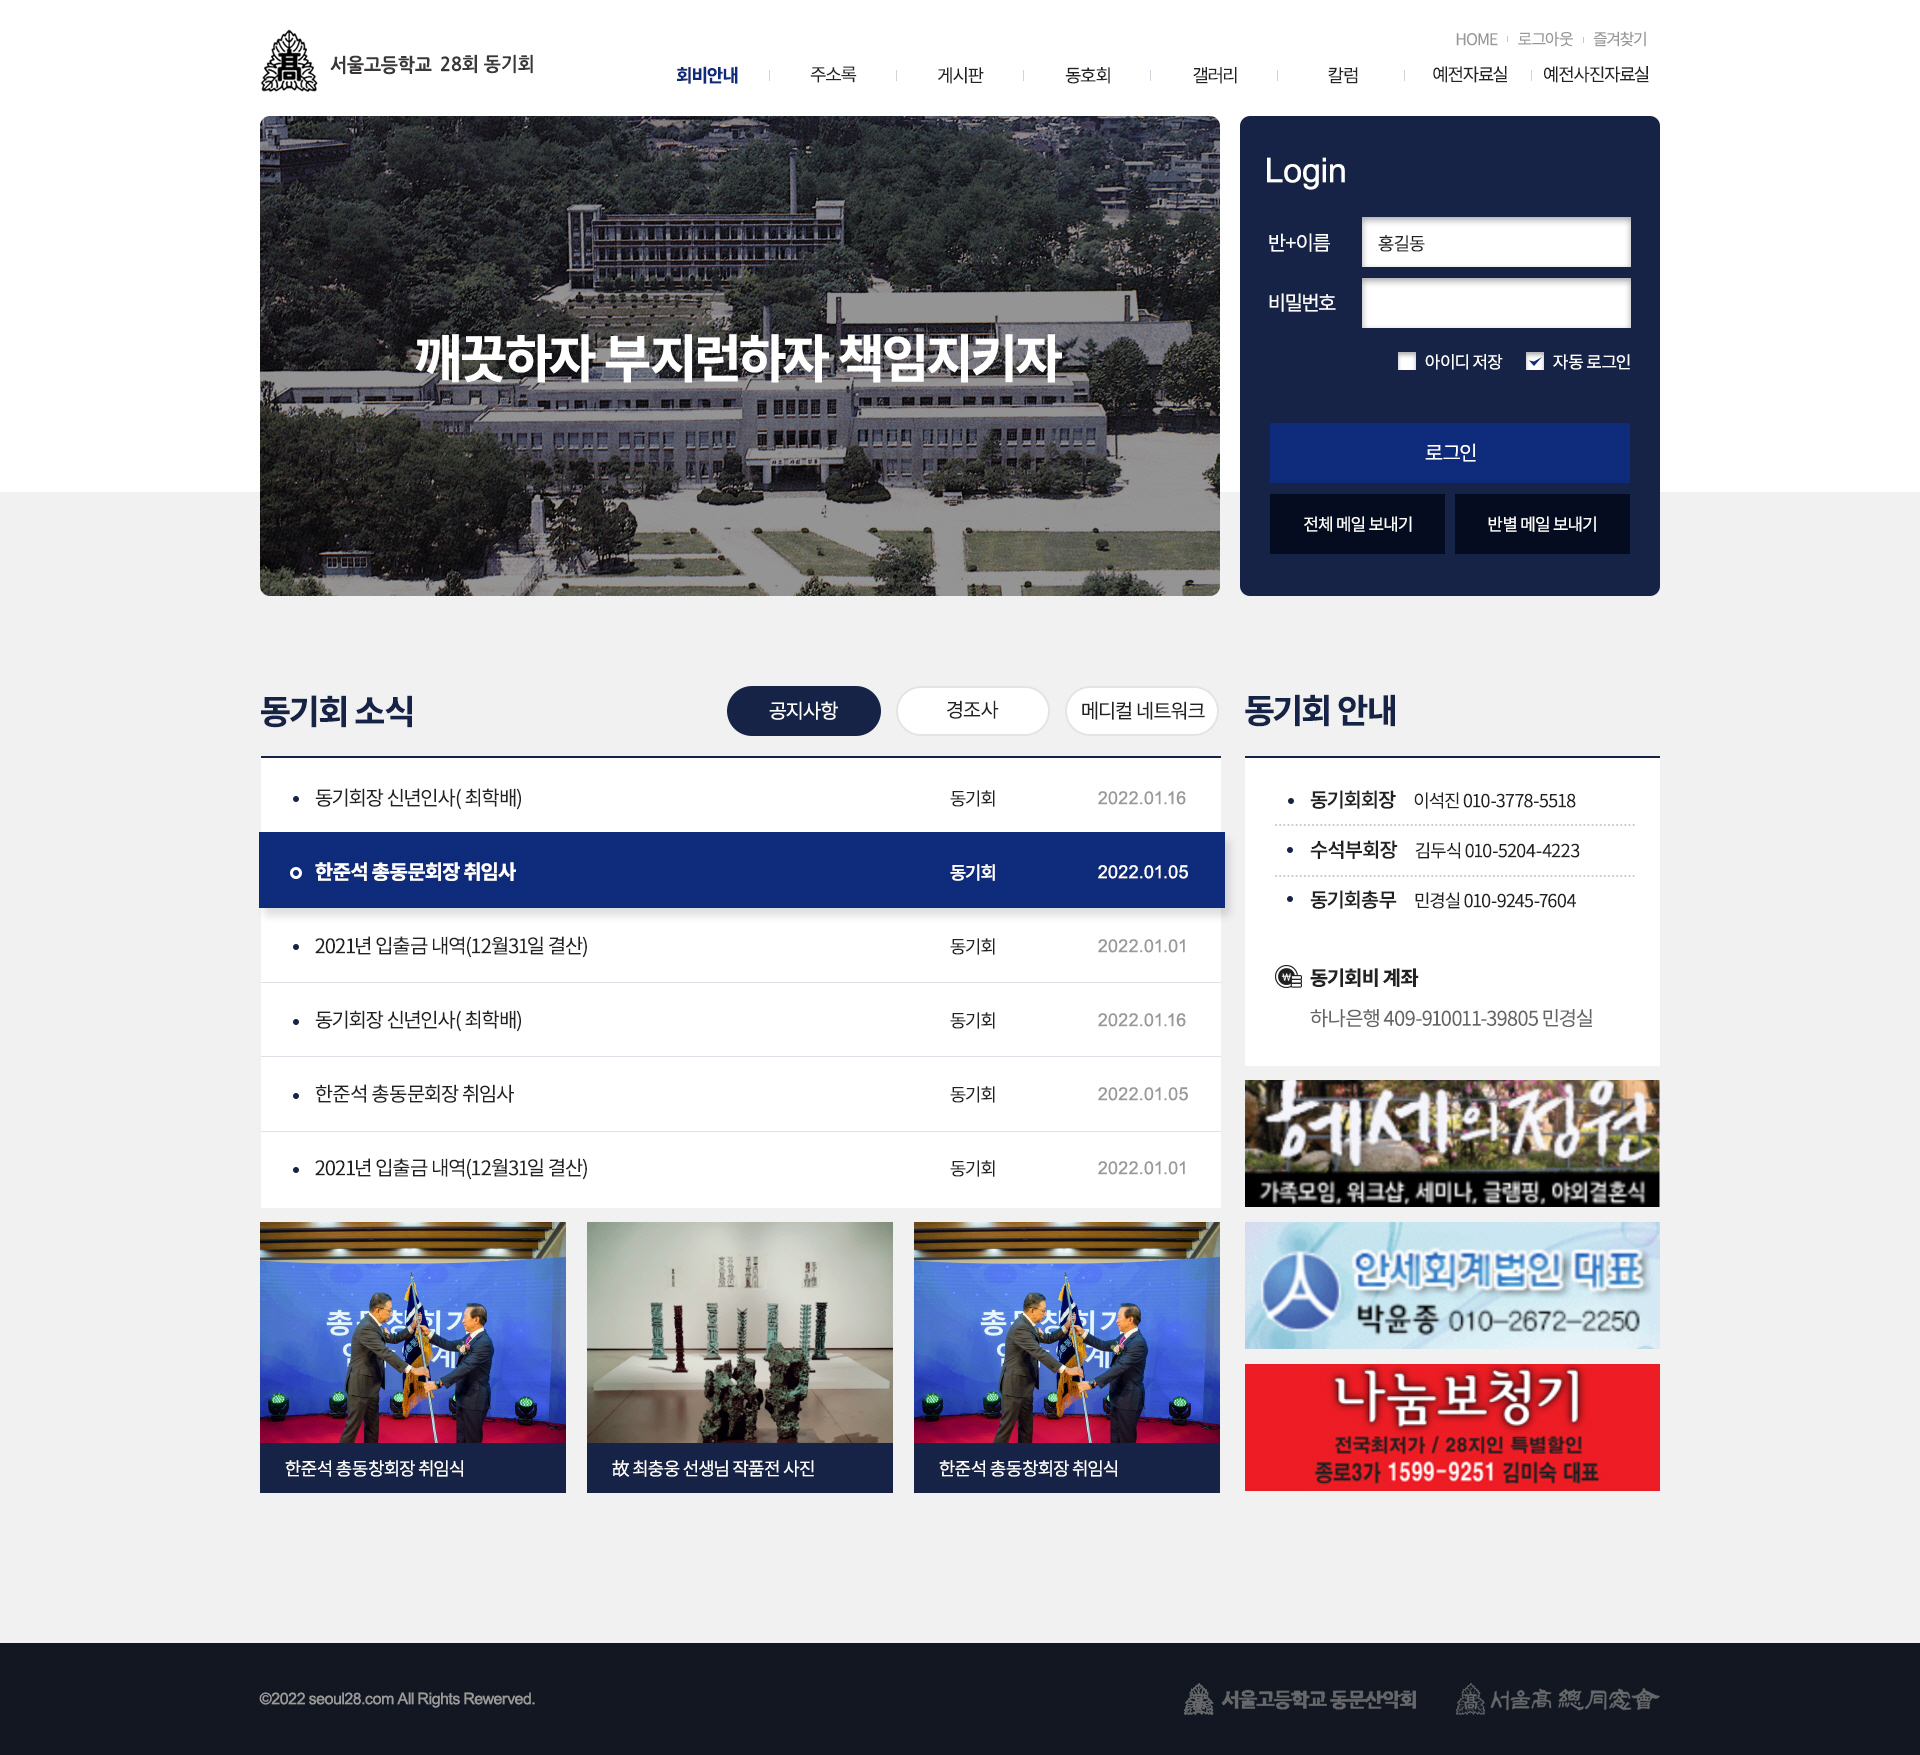 HOME 로그아웃 즐겨찾기
高 서울고등학교 28회 동기회
회비안내 주소록 게시판 동호회 갤러리 칼럼 예전자료실 예전사진자료실
깨끗하자 부지런하자 책임지키자
Login
반+이름 홍길동
비밀번호
아이디 저장 자동 로그인
로그인
전체 메일 보내기 반별 메일 보내기
동기회 소식
공지사항 경조사 메디컬 네트워크
동기회장 신년인사( 최학배) 동기회 2022.01.16
한준석 총동문회장 취임사 동기회 2022.01.05
2021년 입출금 내역(12월31일 결산) 동기회 2022.01.01
동기회장 신년인사( 최학배) 동기회 2022.01.16
한준석 총동문회장 취임사 동기회 2022.01.05
2021년 입출금 내역(12월31일 결산) 동기회 2022.01.01
동기회 안내
동기회회장 이석진 010-3778-5518
수석부회장 김두식 010-5204-4223
동기회총무 민경실 010-9245-7604
동기회비 계좌
하나은행 409-910011-39805 민경실
헤세의정원
가족모임, 워크샵, 세미나, 글램핑, 야외결혼식
안세회계법인 대표
박윤종 010-2672-2250
나눔보청기
전국최저가 / 28지인 특별할인
종로3가 1599-9251 김미숙 대표
한준석 총동창회장 취임식
故 최충웅 선생님 작품전 사진
한준석 총동창회장 취임식
©2022 seoul28.com All Rights Rewerved.
서울고등학교 동문산악회
서울高 總同窓會